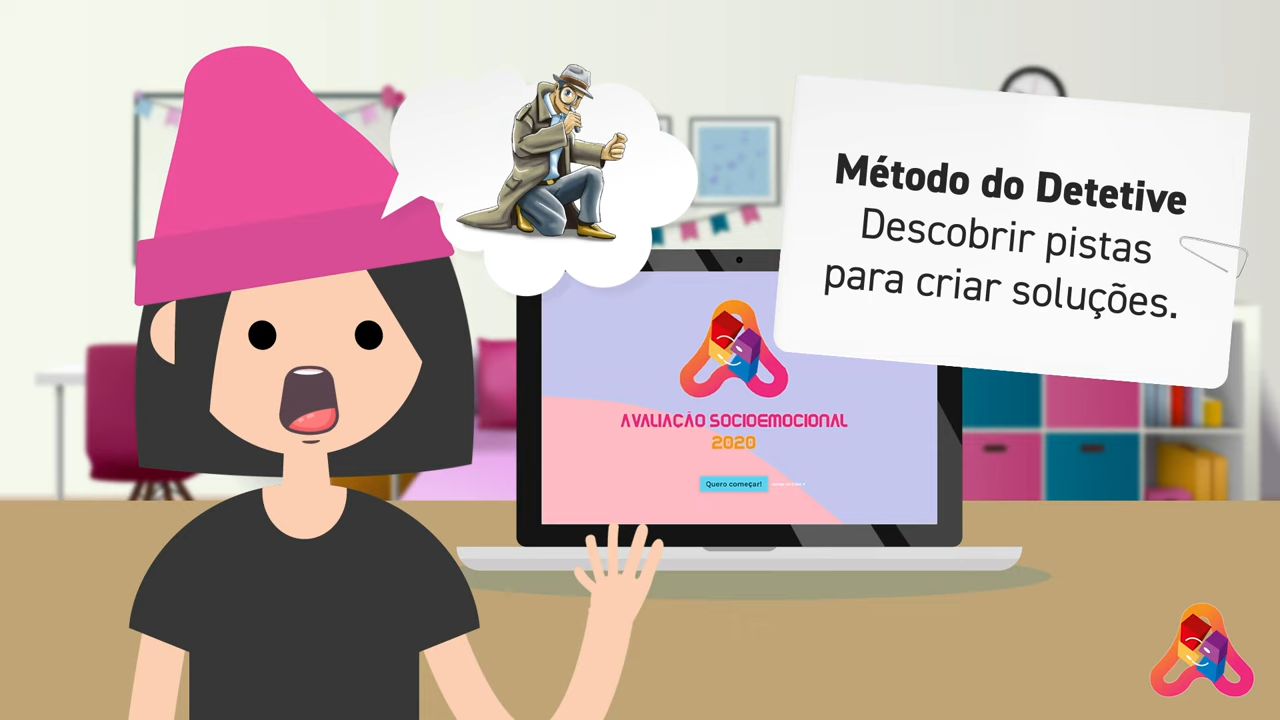 Método do Detetive
Descobrir pistas
para criar soluções.
AVALIAÇÃO SOCIOEMOCIONAL
2020
Quero começar!